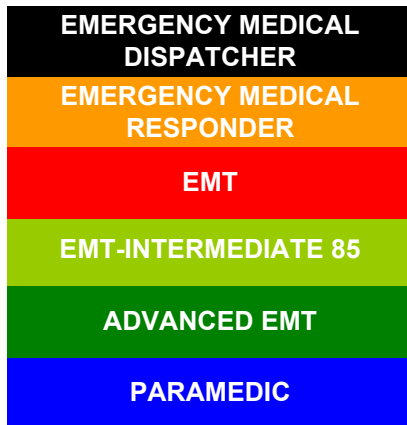 EMERGENCY MEDICAL
DISPATCHER
EMERGENCY MEDICAL
RESPONDER
EMT
EMT-INTERMEDIATE 85
ADVANCED EMT
PARAMEDIC